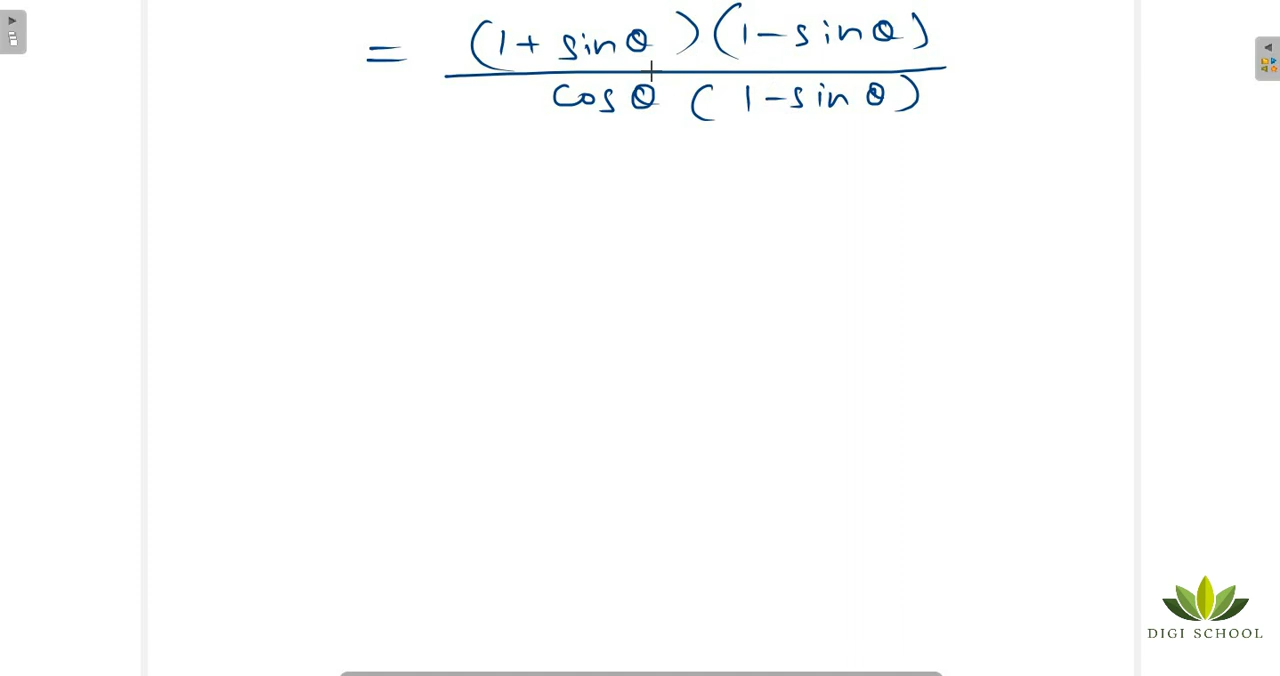 = (1 + sinθ)(1 - sinθ)
cosθ (1 - sinθ)
DIGI SCHOOL